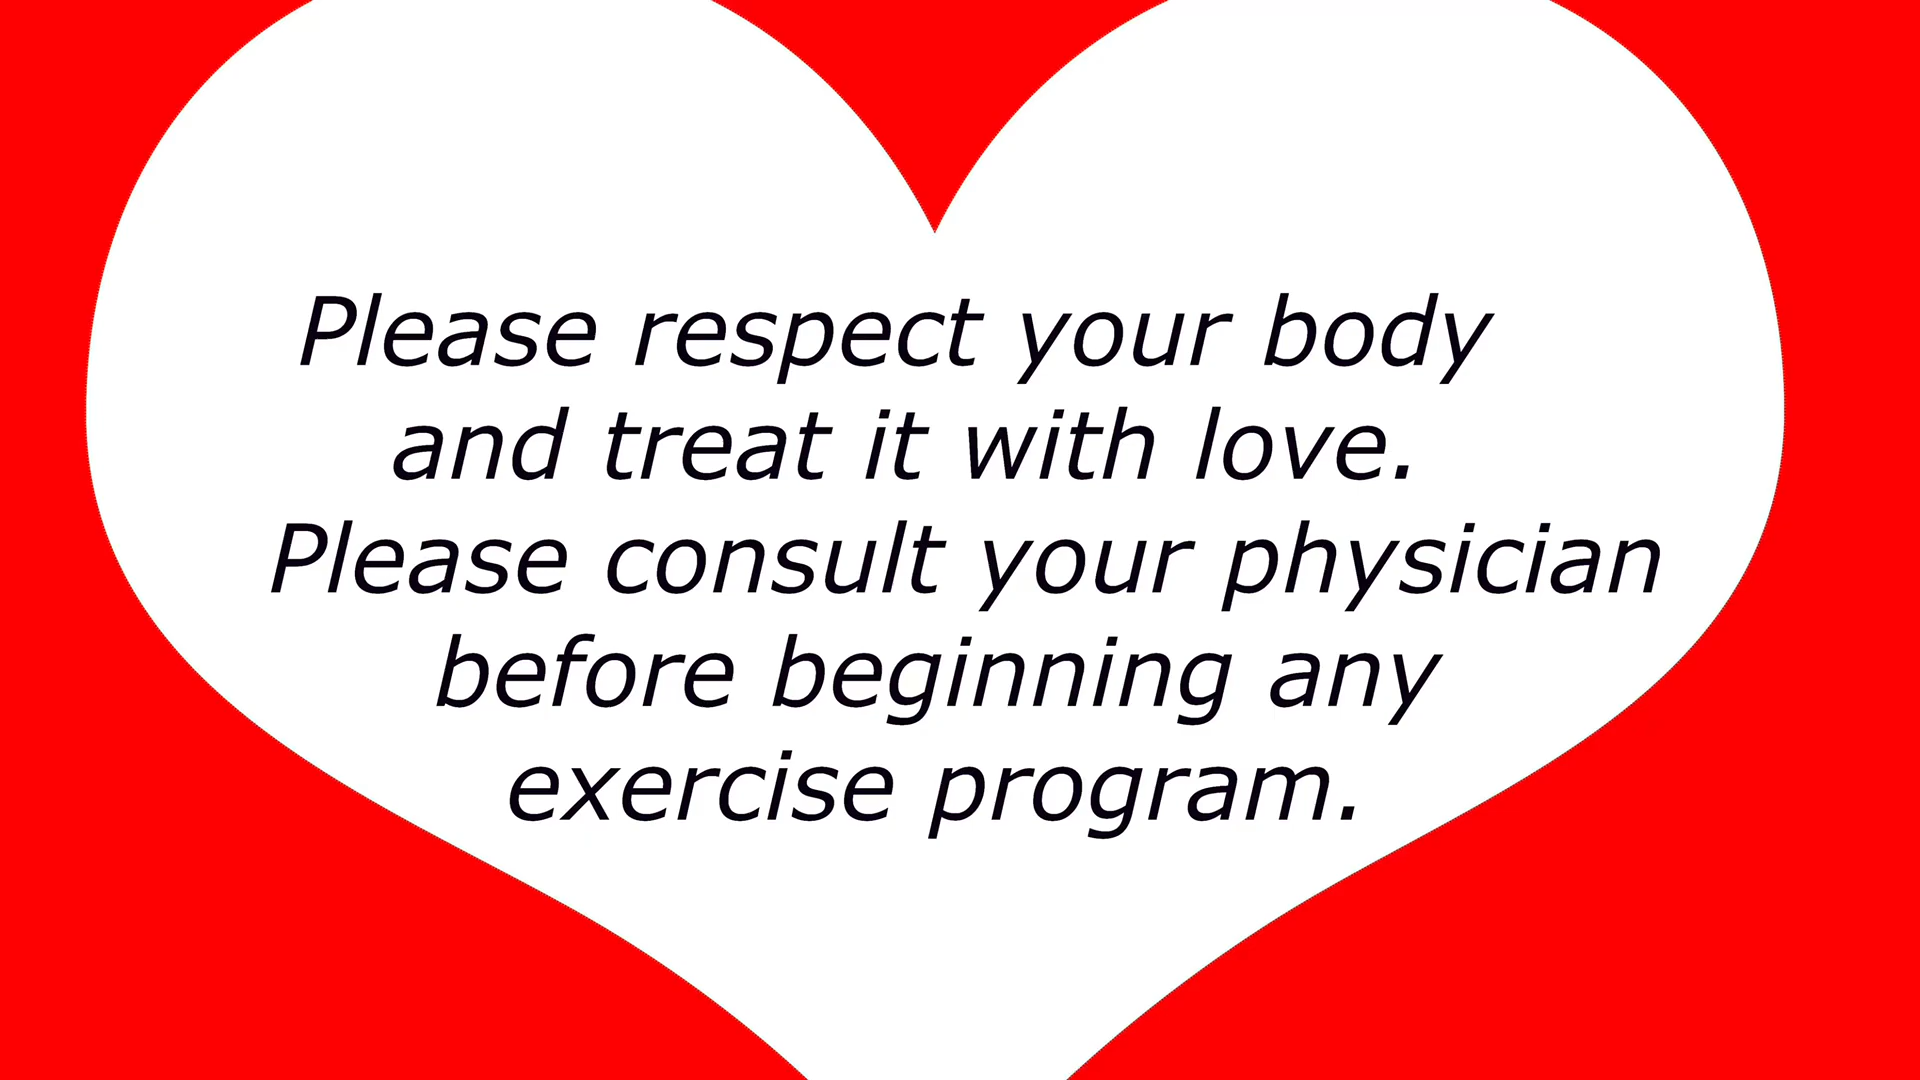 Please respect your body
and treat it with love.
Please consult your physician
before beginning any
exercise program.